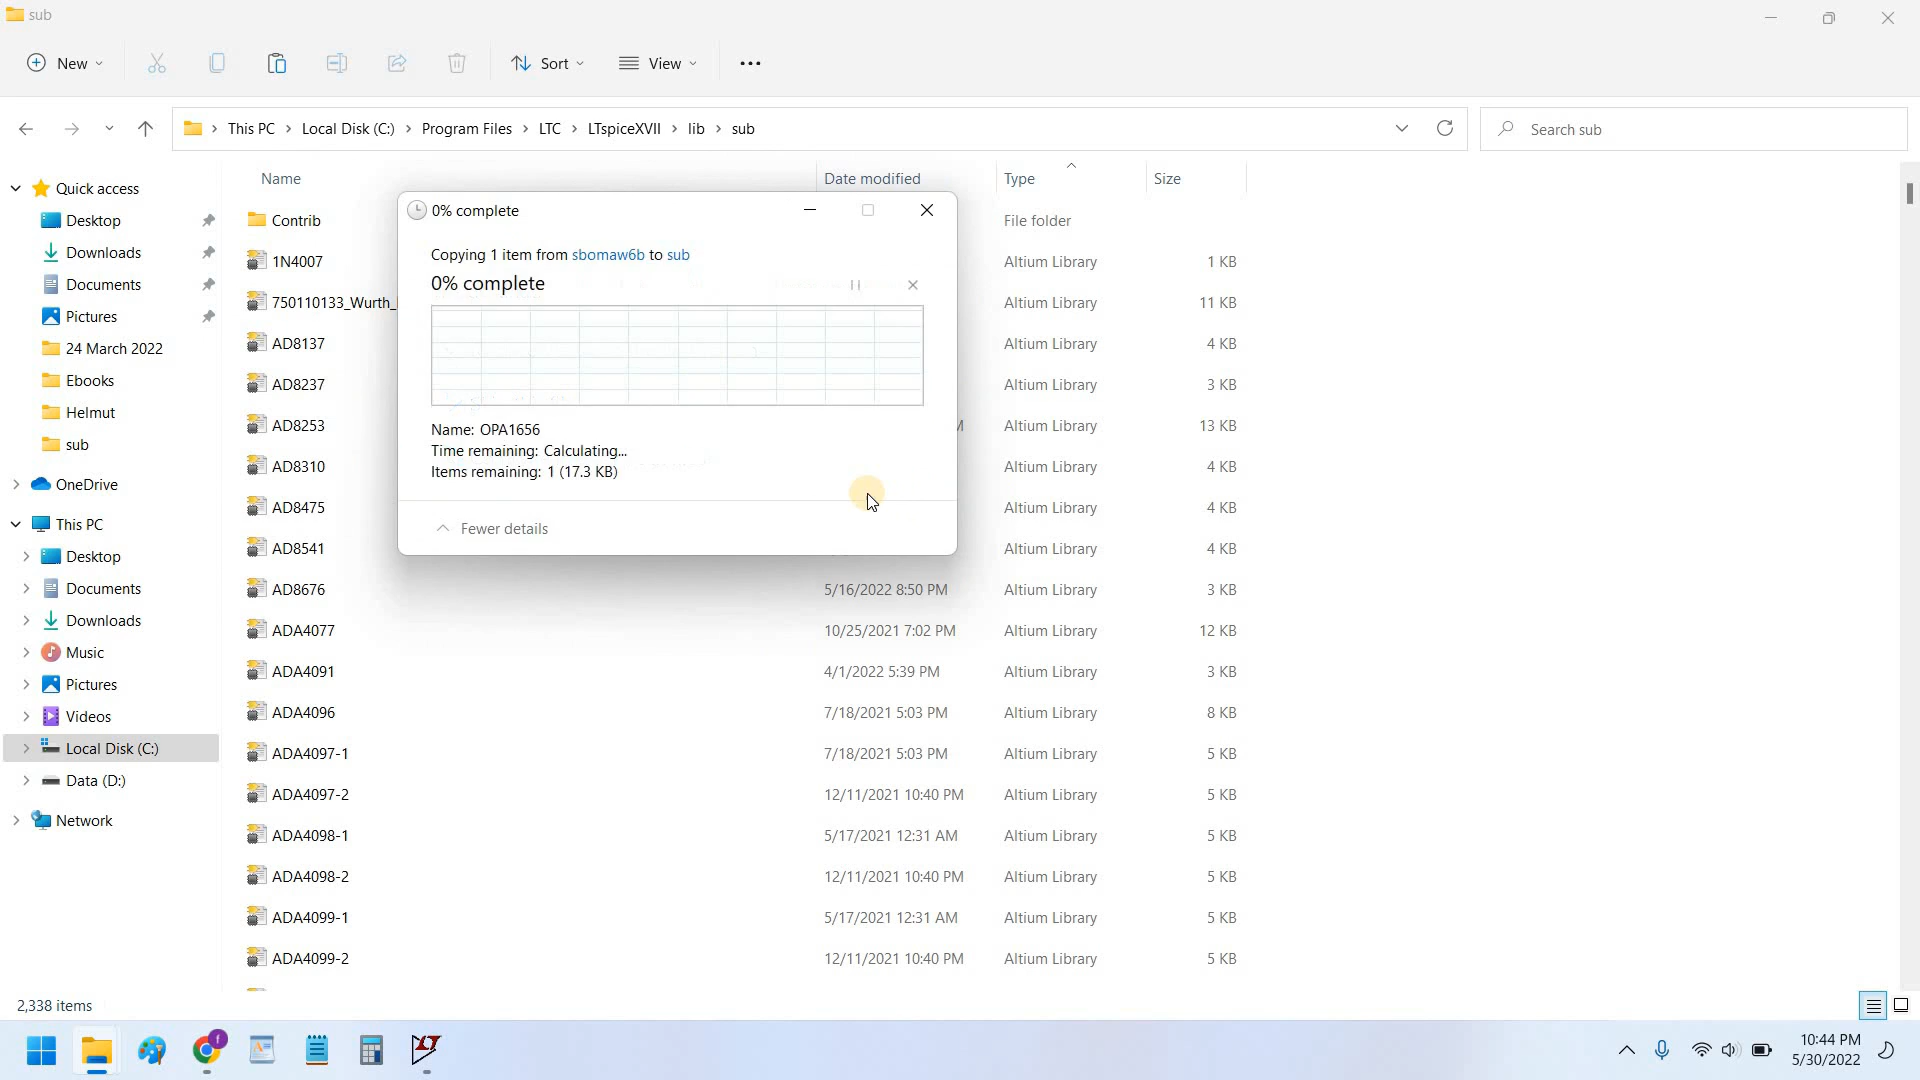 sub
New
Sort
View
This PC
Local Disk (C:)
Program Files
LTC
LTspiceXVII
lib
sub
Search sub
Name
Date modified
Type
Size
Quick access
Desktop
Downloads
Documents
Pictures
24 March 2022
Ebooks
Helmut
sub
OneDrive
This PC
Desktop
Documents
Downloads
Music
Pictures
Videos
Local Disk (C:)
Data (D:)
Network
Contrib File folder
1N4007 Altium Library 1 KB
750110133_Wurth_ Altium Library 11 KB
AD8137 Altium Library 4 KB
AD8237 Altium Library 3 KB
AD8253 Altium Library 13 KB
AD8310 Altium Library 4 KB
AD8475 Altium Library 4 KB
AD8541 Altium Library 4 KB
AD8676 5/16/2022 8:50 PM Altium Library 3 KB
ADA4077 10/25/2021 7:02 PM Altium Library 12 KB
ADA4091 4/1/2022 5:39 PM Altium Library 3 KB
ADA4096 7/18/2021 5:03 PM Altium Library 8 KB
ADA4097-1 7/18/2021 5:03 PM Altium Library 5 KB
ADA4097-2 12/11/2021 10:40 PM Altium Library 5 KB
ADA4098-1 5/17/2021 12:31 AM Altium Library 5 KB
ADA4098-2 12/11/2021 10:40 PM Altium Library 5 KB
ADA4099-1 5/17/2021 12:31 AM Altium Library 5 KB
ADA4099-2 12/11/2021 10:40 PM Altium Library 5 KB
0% complete
Copying 1 item from sbomaw6b to sub
0% complete
Name: OPA1656
Time remaining: Calculating...
Items remaining: 1 (17.3 KB)
Fewer details
2,338 items
f
10:44 PM
5/30/2022